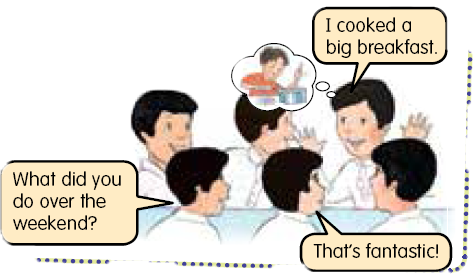 What did you
do over the
weekend?
I cooked a
big breakfast.
That's fantastic!